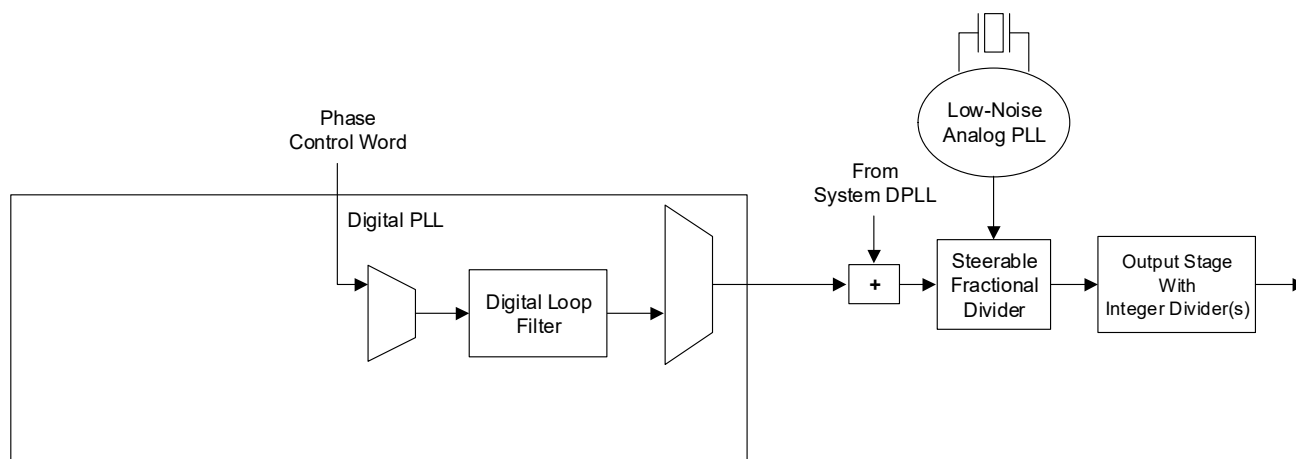 Low-Noise
Analog PLL
Phase
Control Word
From
System DPLL
Digital PLL
Digital Loop
Filter
+
Steerable
Fractional
Divider
Output Stage
With
Integer Divider(s)